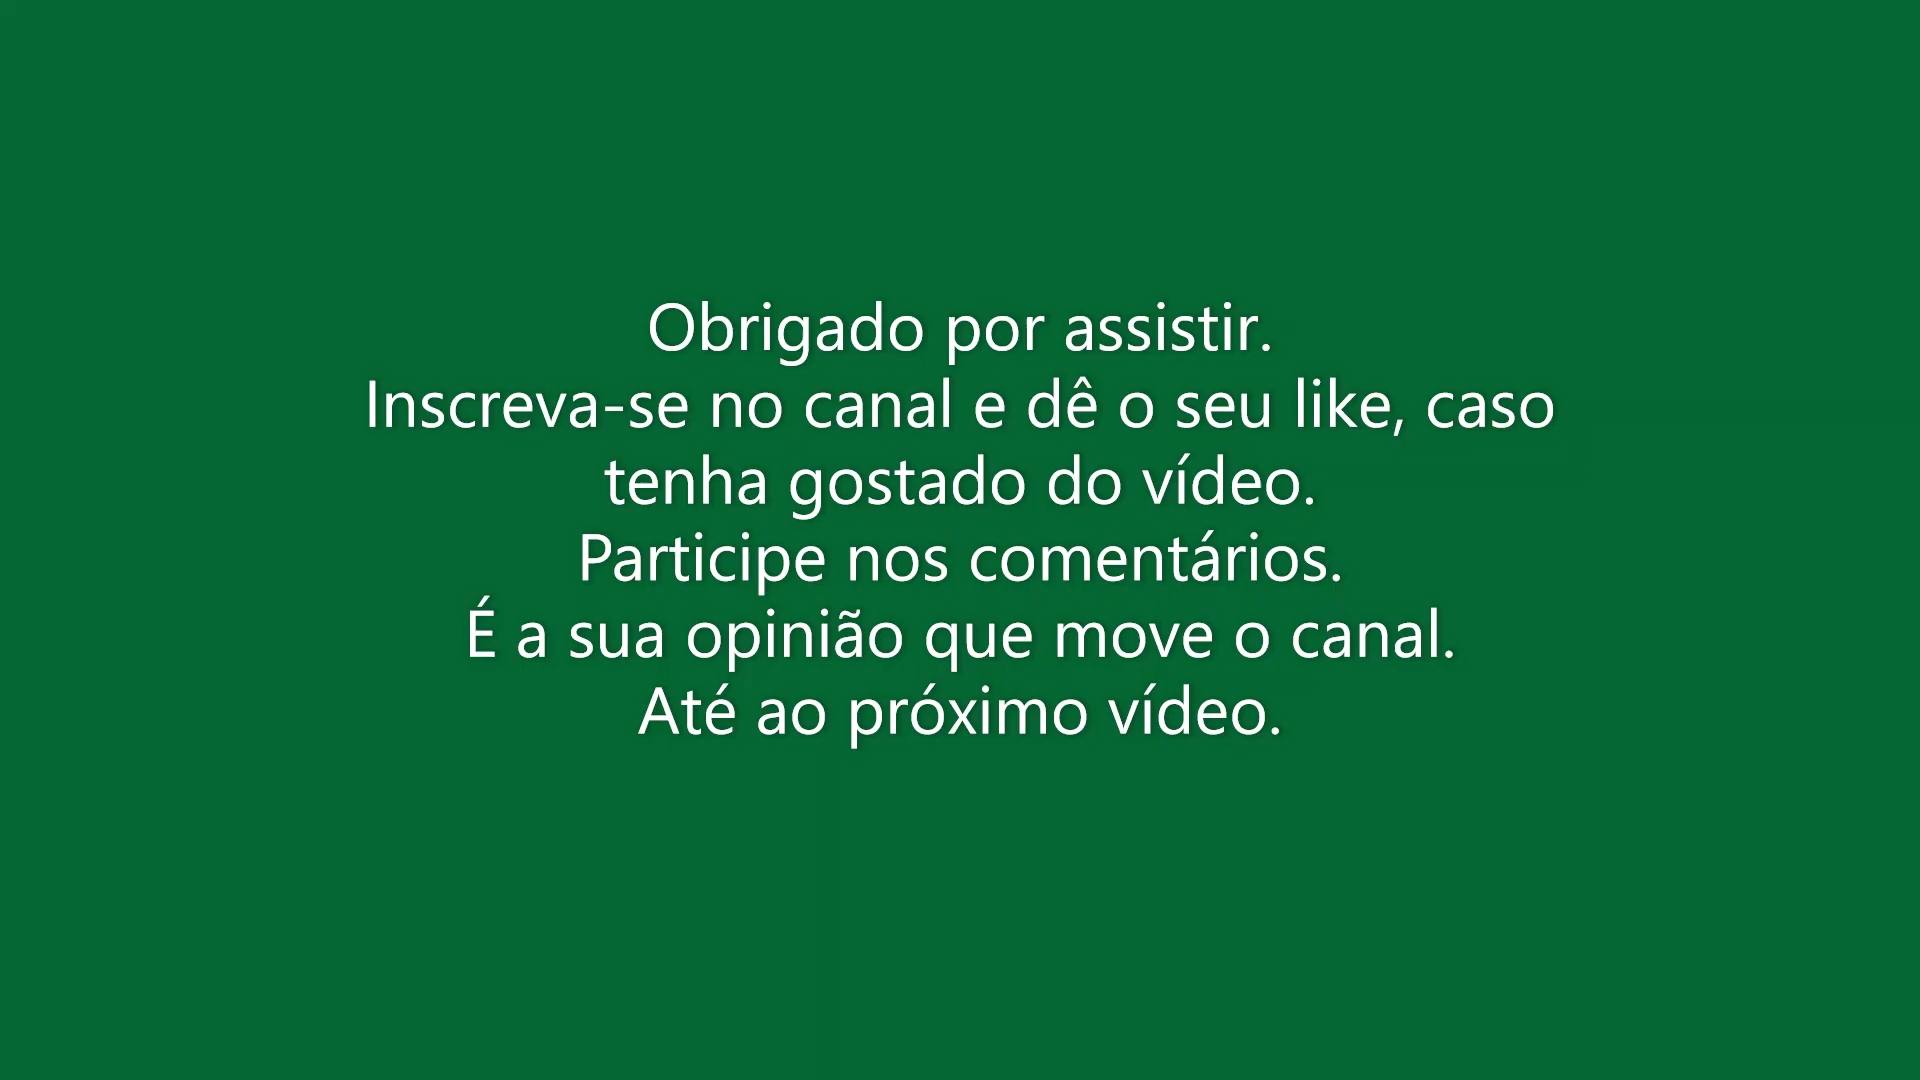 Obrigado por assistir.
Inscreva-se no canal e dê o seu like, caso
tenha gostado do vídeo.
Participe nos comentários.
É a sua opinião que move o canal.
Até ao próximo vídeo.